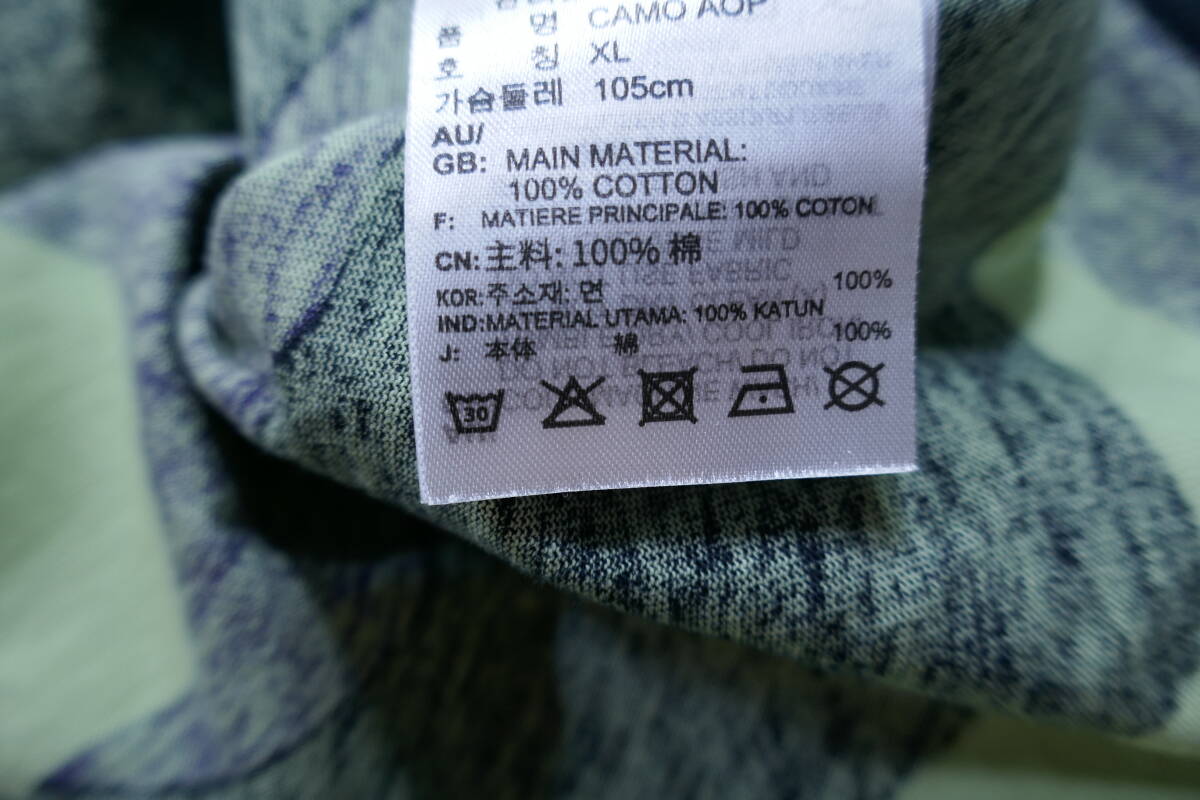 품 명 CAMO AOP
호 칭 XL
가슴둘레 105cm
AU/
GB: MAIN MATERIAL:
100% COTTON
F: MATIERE PRINCIPALE: 100% COTON
CN: 主料: 100% 棉
KOR: 주소재: 면 100%
IND: MATERIAL UTAMA: 100% KATUN
J: 本体 綿 100%
30